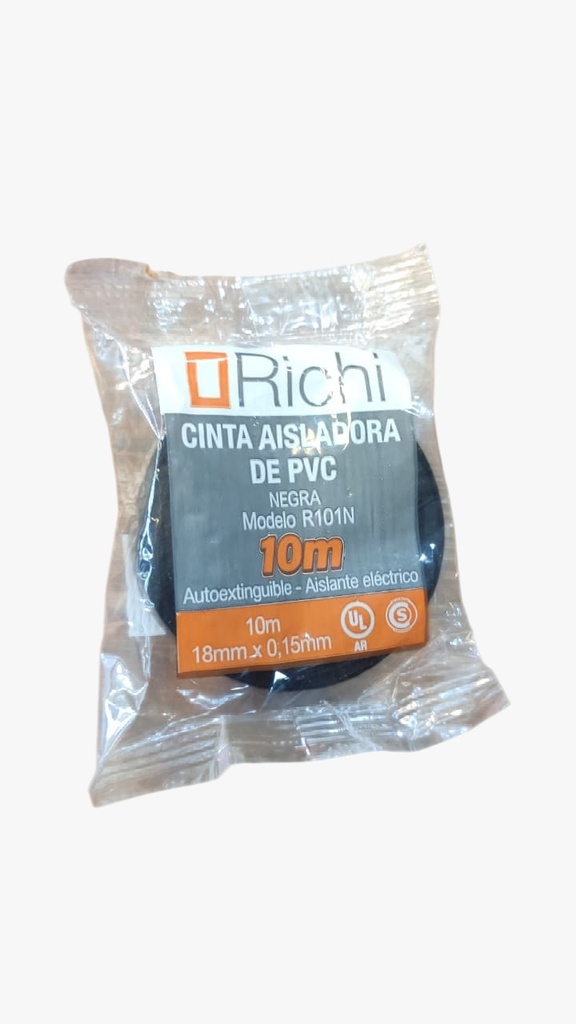 Richi
CINTA AISLADORA
DE PVC
NEGRA
Modelo R101N
10m
Autoextinguible - Aislante eléctrico
10m
18mm x 0,15mm
UL
AR
S